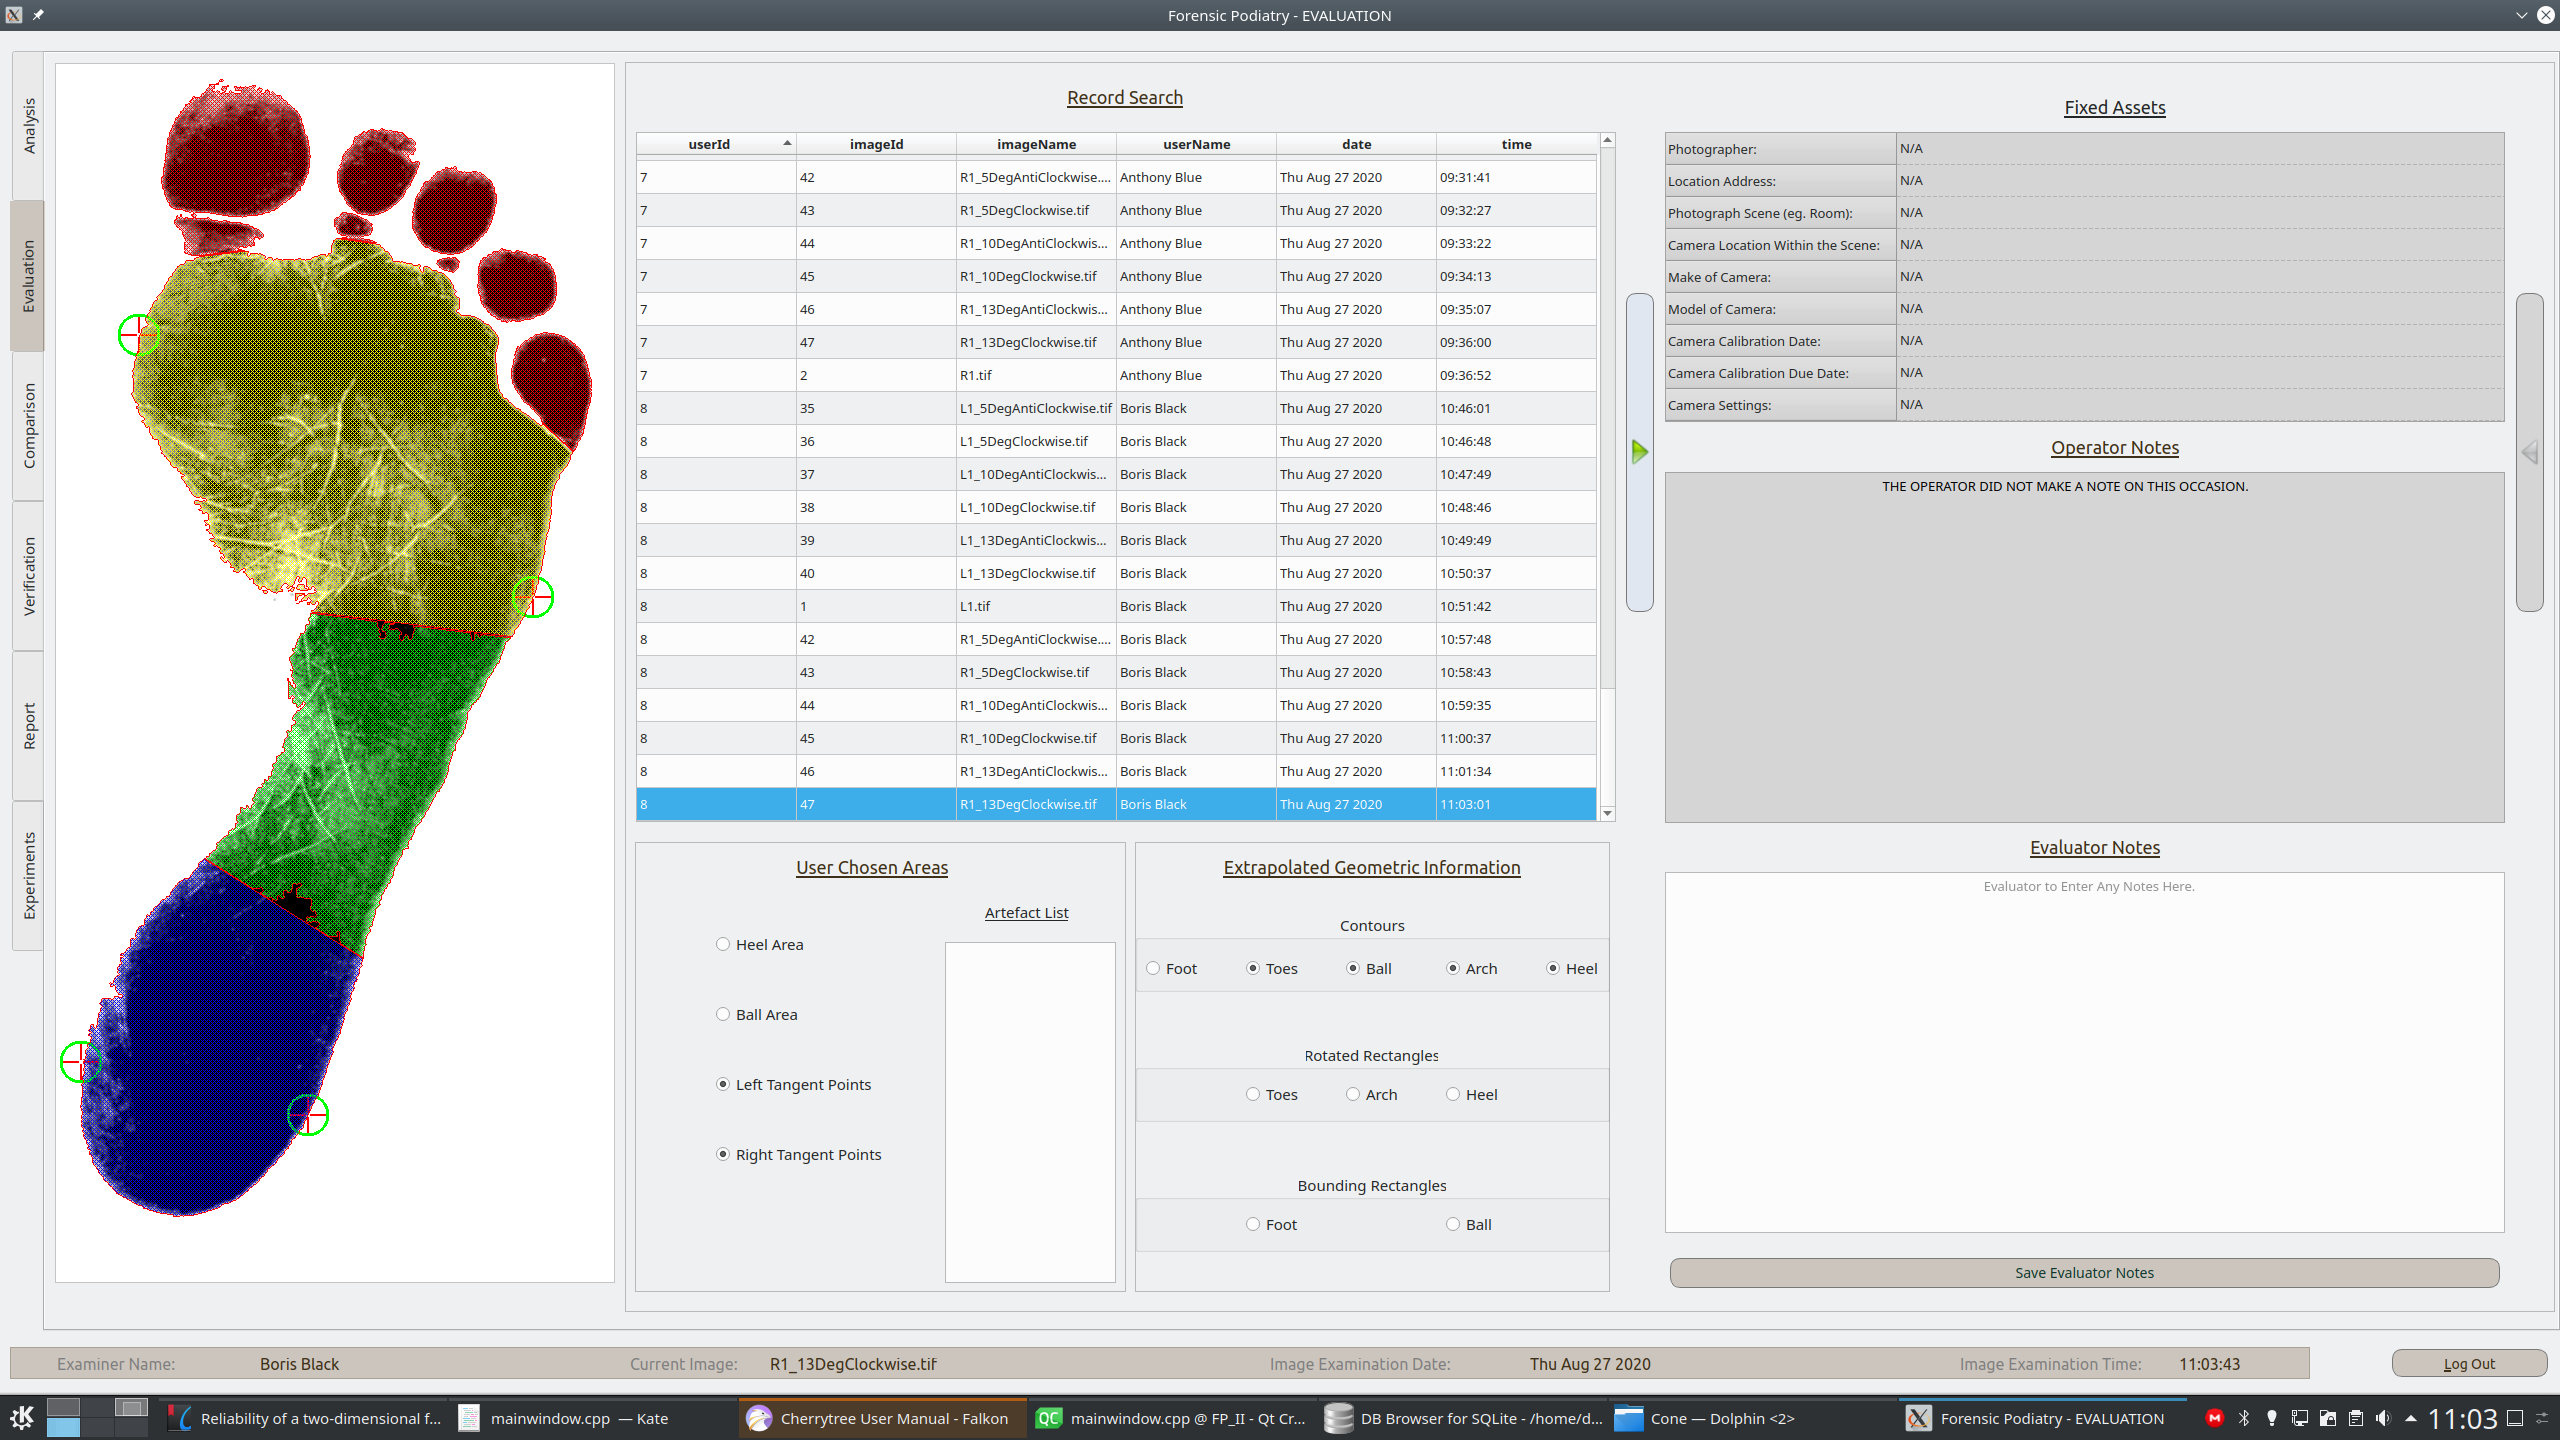 Forensic Podiatry - EVALUATION
Analysis
Evaluation
Comparison
Verification
Report
Experiments
Record Search
userId imageId imageName userName date time
7 42 R1_5DegAntiClockwise.... Anthony Blue Thu Aug 27 2020 09:31:41
7 43 R1_5DegClockwise.tif Anthony Blue Thu Aug 27 2020 09:32:27
7 44 R1_10DegAntiClockwis... Anthony Blue Thu Aug 27 2020 09:33:22
7 45 R1_10DegClockwise.tif Anthony Blue Thu Aug 27 2020 09:34:13
7 46 R1_13DegAntiClockwis... Anthony Blue Thu Aug 27 2020 09:35:07
7 47 R1_13DegClockwise.tif Anthony Blue Thu Aug 27 2020 09:36:00
7 2 R1.tif Anthony Blue Thu Aug 27 2020 09:36:52
8 35 L1_5DegAntiClockwise.tif Boris Black Thu Aug 27 2020 10:46:01
8 36 L1_5DegClockwise.tif Boris Black Thu Aug 27 2020 10:46:48
8 37 L1_10DegAntiClockwis... Boris Black Thu Aug 27 2020 10:47:49
8 38 L1_10DegClockwise.tif Boris Black Thu Aug 27 2020 10:48:46
8 39 L1_13DegAntiClockwis... Boris Black Thu Aug 27 2020 10:49:49
8 40 L1_13DegClockwise.tif Boris Black Thu Aug 27 2020 10:50:37
8 1 L1.tif Boris Black Thu Aug 27 2020 10:51:42
8 42 R1_5DegAntiClockwise.... Boris Black Thu Aug 27 2020 10:57:48
8 43 R1_5DegClockwise.tif Boris Black Thu Aug 27 2020 10:58:43
8 44 R1_10DegAntiClockwis... Boris Black Thu Aug 27 2020 10:59:35
8 45 R1_10DegClockwise.tif Boris Black Thu Aug 27 2020 11:00:37
8 46 R1_13DegAntiClockwis... Boris Black Thu Aug 27 2020 11:01:34
8 47 R1_13DegClockwise.tif Boris Black Thu Aug 27 2020 11:03:01
User Chosen Areas
Artefact List
Heel Area
Ball Area
Left Tangent Points
Right Tangent Points
Extrapolated Geometric Information
Contours
Foot Toes Ball Arch Heel
Rotated Rectangles
Toes Arch Heel
Bounding Rectangles
Foot Ball
Fixed Assets
Photographer: N/A
Location Address: N/A
Photograph Scene (eg. Room): N/A
Camera Location Within the Scene: N/A
Make of Camera: N/A
Model of Camera: N/A
Camera Calibration Date: N/A
Camera Calibration Due Date: N/A
Camera Settings: N/A
Operator Notes
THE OPERATOR DID NOT MAKE A NOTE ON THIS OCCASION.
Evaluator Notes
Evaluator to Enter Any Notes Here.
Save Evaluator Notes
Examiner Name: Boris Black Current Image: R1_13DegClockwise.tif Image Examination Date: Thu Aug 27 2020 Image Examination Time: 11:03:43 Log Out
Reliability of a two-dimensional f... mainwindow.cpp — Kate Cherrytree User Manual - Falkon QC mainwindow.cpp @ FP_II - Qt Cr... DB Browser for SQLite - /home/d... Cone — Dolphin <2> Forensic Podiatry - EVALUATION 11:03